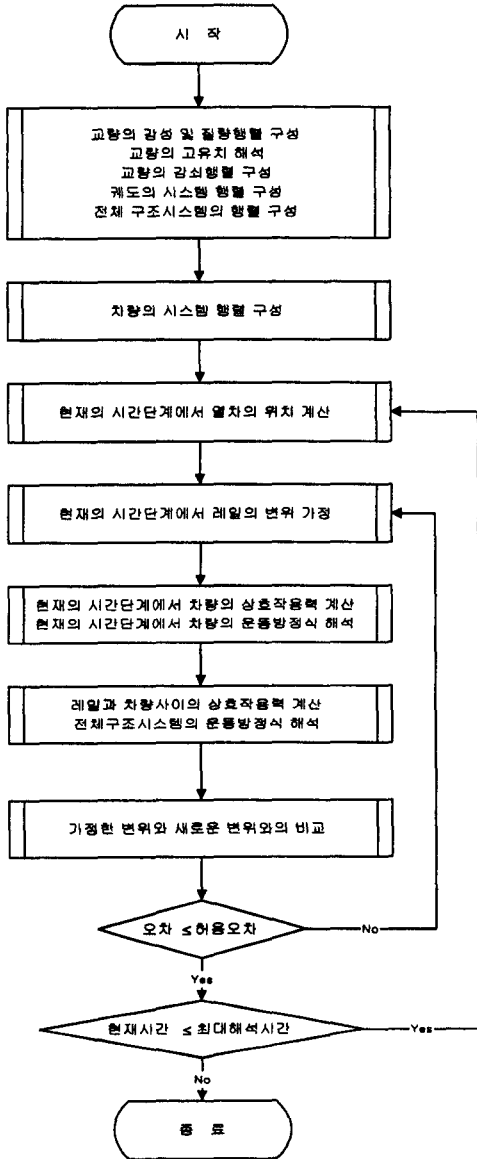 시 작
교량의 강성 및 질량행렬 구성
교량의 고유치 해석
교량의 감쇠행렬 구성
궤도의 시스템 행렬 구성
전체 구조시스템의 행렬 구성
차량의 시스템 행렬 구성
현재의 시간단계에서 열차의 위치 계산
현재의 시간단계에서 레일의 변위 가정
현재의 시간단계에서 차량의 상호작용력 계산
현재의 시간단계에서 차량의 운동방정식 해석
레일과 차량사이의 상호작용력 계산
전체구조시스템의 운동방정식 해석
가정한 변위와 새로운 변위와의 비교
오차 ≤ 허용오차
No
Yes
현재시간 ≤ 최대해석시간
Yes
No
종 료